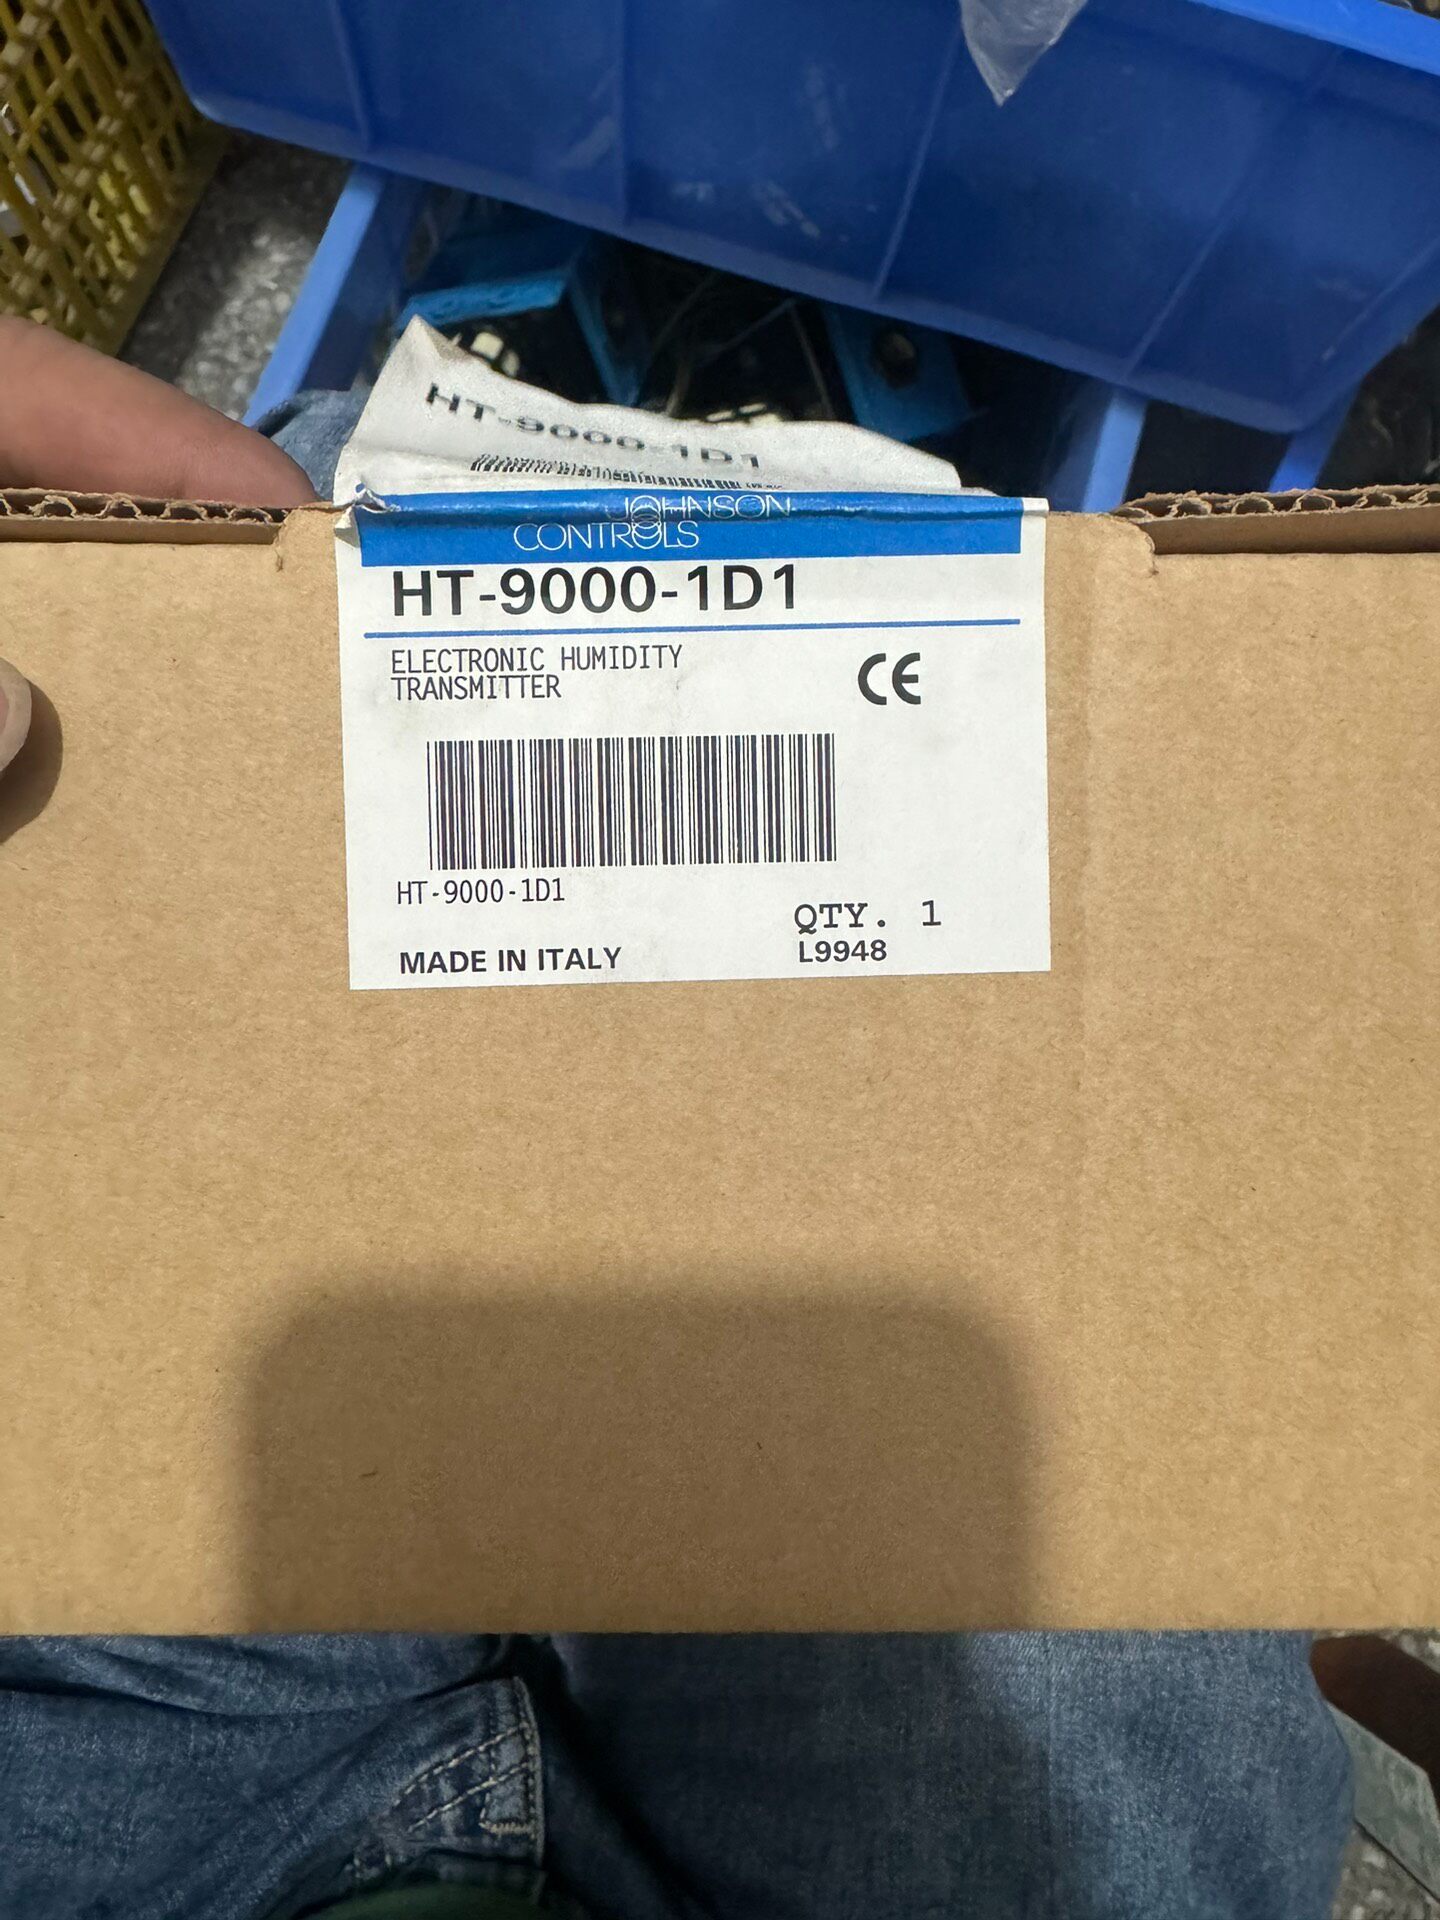 HT-9000-1D1
JOHNSON
CONTROLS
HT-9000-1D1
ELECTRONIC HUMIDITY
TRANSMITTER
CE
HT-9000-1D1
QTY. 1
MADE IN ITALY
L9948